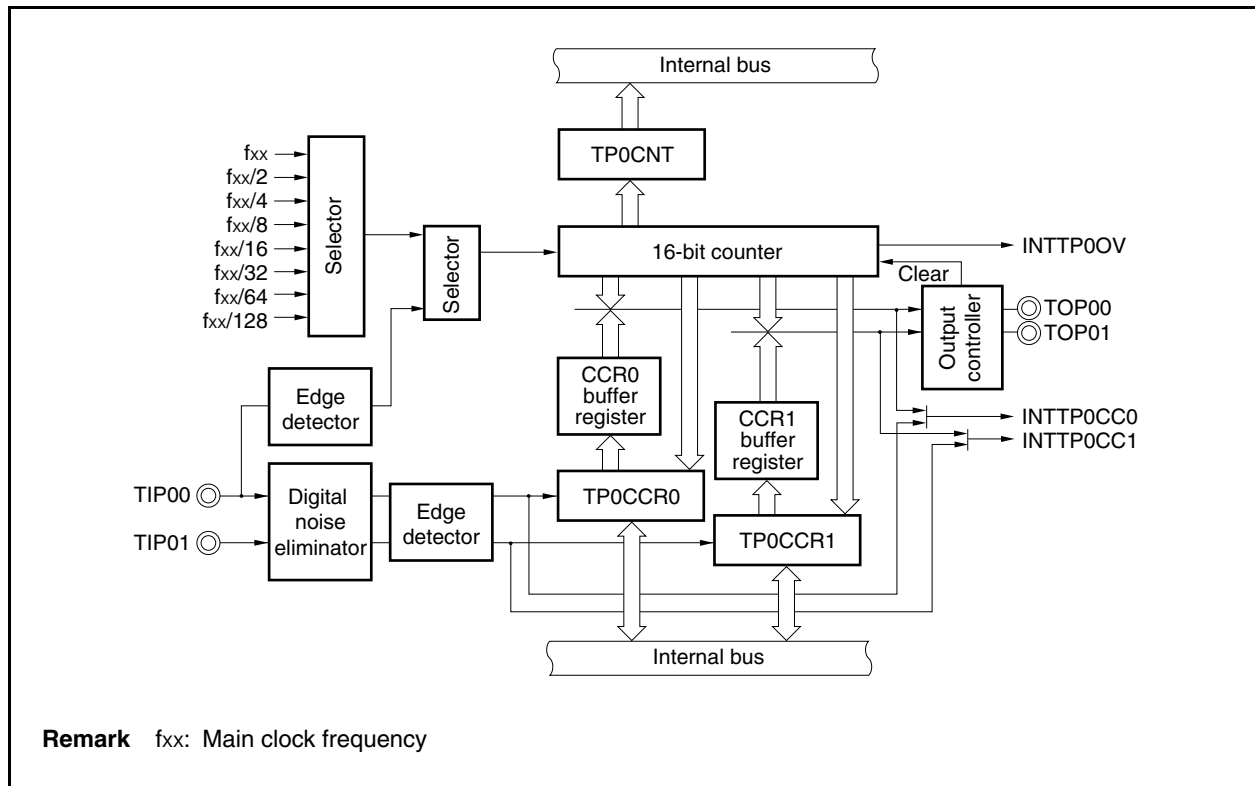 Internal bus
TP0CNT
fxx
fxx/2
fxx/4
fxx/8
fxx/16
fxx/32
fxx/64
fxx/128
Selector
Selector
16-bit counter
INTTP0OV
Clear
Output
controller
TOP00
TOP01
INTTP0CC0
INTTP0CC1
CCR0
buffer
register
CCR1
buffer
register
Edge
detector
TIP00
TIP01
Digital
noise
eliminator
Edge
detector
TP0CCR0
TP0CCR1
Internal bus
Remark fxx: Main clock frequency